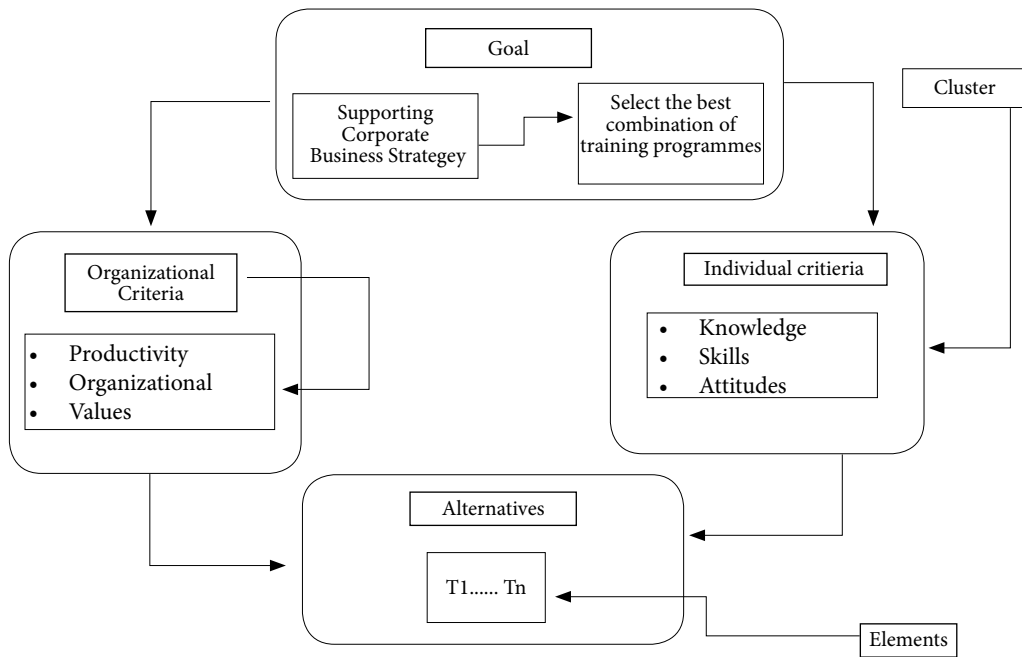 Goal
Supporting
Corporate
Business Strategey
Select the best
combination of
training programmes
Cluster
Organizational
Criteria
• Productivity
• Organizational
• Values
Individual critieria
• Knowledge
• Skills
• Attitudes
Alternatives
T1...... Tn
Elements